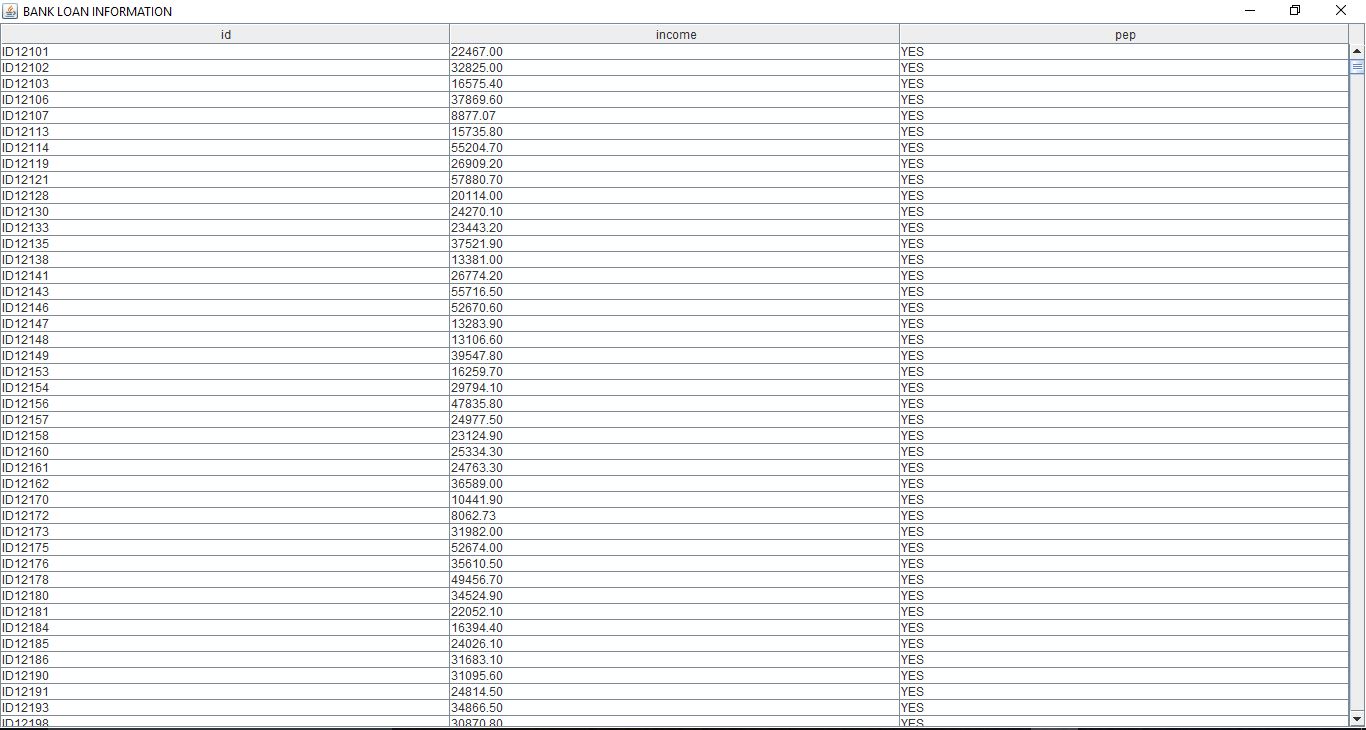 BANK LOAN INFORMATION
id income pep
ID12101 22467.00 YES
ID12102 32825.00 YES
ID12103 16575.40 YES
ID12106 37869.60 YES
ID12107 8877.07 YES
ID12113 15735.80 YES
ID12114 55204.70 YES
ID12119 26909.20 YES
ID12121 57880.70 YES
ID12128 20114.00 YES
ID12130 24270.10 YES
ID12133 23443.20 YES
ID12135 37521.90 YES
ID12138 13381.00 YES
ID12141 26774.20 YES
ID12143 55716.50 YES
ID12146 52670.60 YES
ID12147 13283.90 YES
ID12148 13106.60 YES
ID12149 39547.80 YES
ID12153 16259.70 YES
ID12154 29794.10 YES
ID12156 47835.80 YES
ID12157 24977.50 YES
ID12158 23124.90 YES
ID12160 25334.30 YES
ID12161 24763.30 YES
ID12162 36589.00 YES
ID12170 10441.90 YES
ID12172 8062.73 YES
ID12173 31982.00 YES
ID12175 52674.00 YES
ID12176 35610.50 YES
ID12178 49456.70 YES
ID12180 34524.90 YES
ID12181 22052.10 YES
ID12184 16394.40 YES
ID12185 24026.10 YES
ID12186 31683.10 YES
ID12190 31095.60 YES
ID12191 24814.50 YES
ID12193 34866.50 YES
ID12198 30870.80 YES